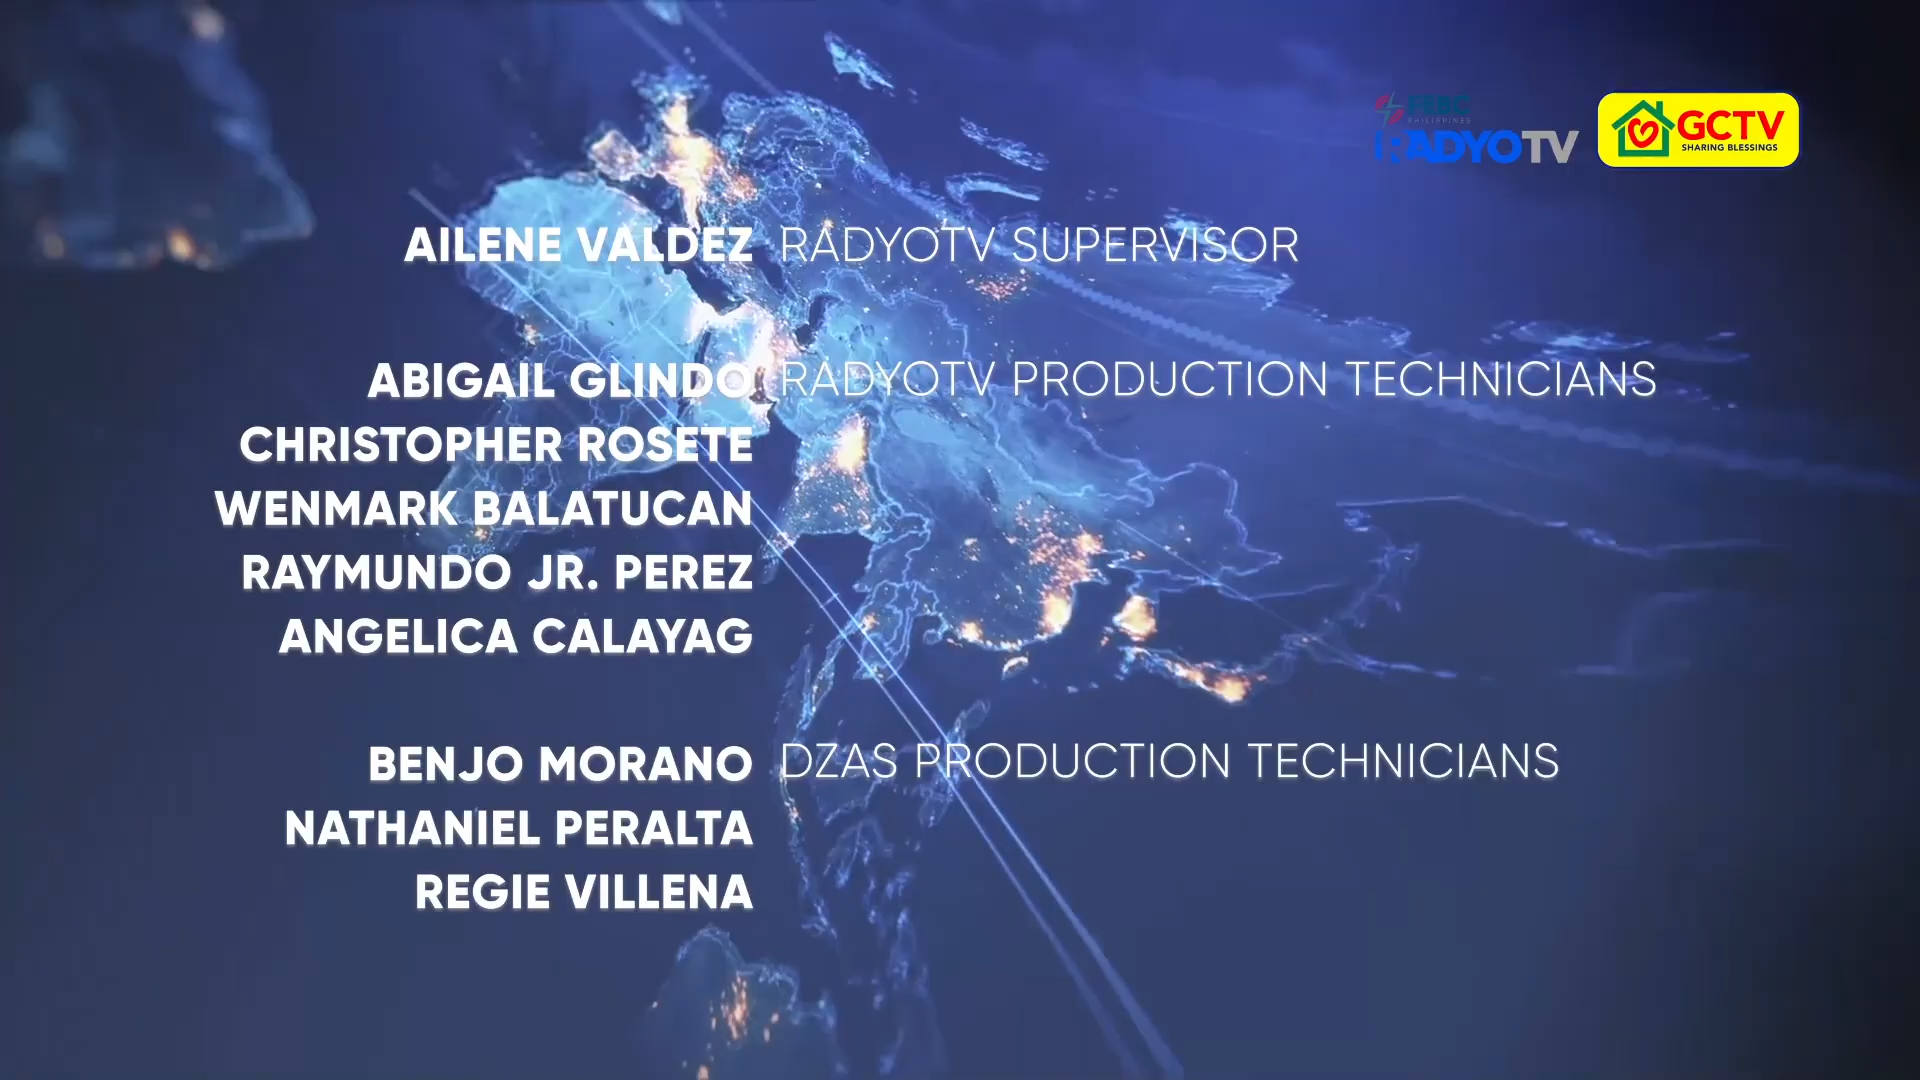 FEBC
PHILIPPINES
RADYOTV
GCTV
SHARING BLESSINGS
AILENE VALDEZ RADYOTV SUPERVISOR
ABIGAIL GLINDO RADYOTV PRODUCTION TECHNICIANS
CHRISTOPHER ROSETE
WENMARK BALATUCAN
RAYMUNDO JR. PEREZ
ANGELICA CALAYAG
BENJO MORANO DZAS PRODUCTION TECHNICIANS
NATHANIEL PERALTA
REGIE VILLENA